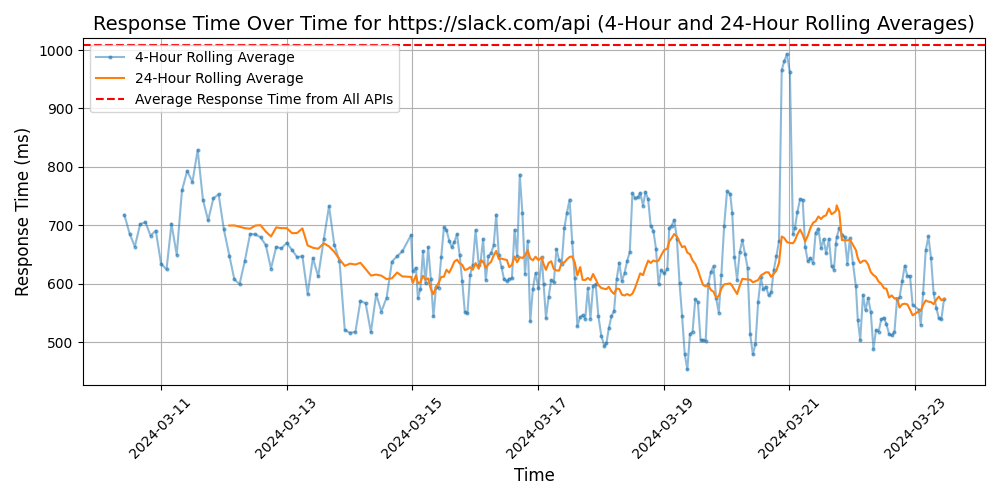 Response Time Over Time for https://slack.com/api (4-Hour and 24-Hour Rolling Averages)
4-Hour Rolling Average
24-Hour Rolling Average
Average Response Time from All APIs
Response Time (ms)
1000
900
800
700
600
500
2024-03-11
2024-03-13
2024-03-15
2024-03-17
2024-03-19
2024-03-21
2024-03-23
Time